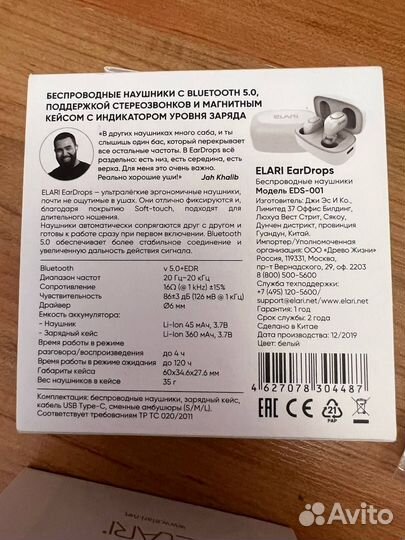 БЕСПРОВОДНЫЕ НАУШНИКИ С BLUETOOTH 5.0,
ПОДДЕРЖКОЙ СТЕРЕОЗВОНКОВ И МАГНИТНЫМ
КЕЙСОМ С ИНДИКАТОРОМ УРОВНЯ ЗАРЯДА
«В других наушниках много саба, и ты
слышишь один бас, который перекрывает
все остальные частоты. В EarDrops всё
раздельно: есть низ, есть середина, есть
верха. Для меня это очень важно.
Реально хорошие уши!»
Jah Khalib
ELARI EarDrops – ультралёгкие эргономичные наушники,
почти не ощутимые в ушах. Они отлично фиксируются и,
благодаря покрытию Soft-touch, подходят для
длительного ношения.
Наушники автоматически сопрягаются друг с другом и
готовы к работе сразу при первом включении. Bluetooth
5.0 обеспечивает более стабильное соединение и
увеличенную дальность действия сигнала.
Bluetooth v 5.0+EDR
Диапазон частот 20 Гц–20 кГц
Сопротивление 16Ω (@ 1 кГц) ±15%
Чувствительность 86±3 дБ (126 мВ @ 1 кГц)
Драйвер Ø6 мм
Емкость аккумулятора:
- Наушник Li-Ion 45 мАч, 3.7В
- Зарядный кейс Li-Ion 360 мАч, 3.7В
Время работы в режиме
разговора/воспроизведения до 4 ч
Время работы в режиме ожидания до 120 ч
Габариты кейса 60x34.6x27.6 мм
Вес наушников в кейсе 35 г
Комплектация: беспроводные наушники, зарядный кейс,
кабель USB Type-C, сменные амбушюры (S/M/L).
Соответствует требованиям ТР ТС 020/2011
ELARI
ELARI EarDrops
Беспроводные наушники
Модель EDS-001
Изготовитель: Джи Эс И Ко.,
Лимитед 37 Оффис Билдинг,
Люхуа Вест Стрит, Сякоу,
Дунчен дистрикт, провинция
Гуандун, Китай.
Импортер/Уполномоченная
организация: ООО «Древо Жизни»
Россия, 119331, Москва,
пр-т Вернадского, 29, оф. 2203
8 (800) 500-5600
Служба техподдержки:
+7 (495) 120-5600/
support@elari.net/www.elari.net
Гарантия: 1 год
Срок службы: 2 года
Сделано в Китае
Дата производства: 12/2019
Цвет: белый
4 627078 304487
EAC CE 21 PAP
www.elari.net
ELARI
Avito